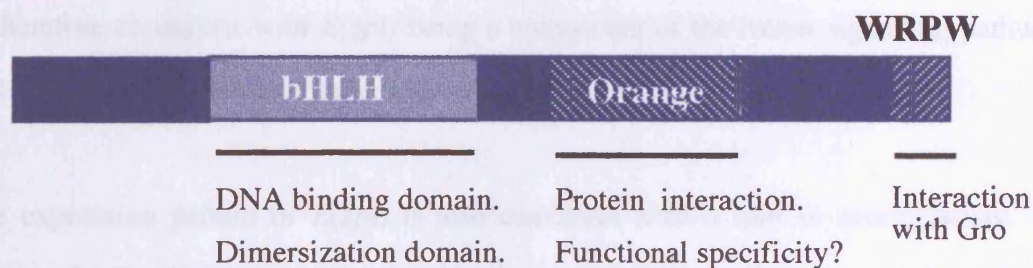 WRPW
bHLH
Orange
DNA binding domain.
Dimersization domain.
Protein interaction.
Functional specificity?
Interaction
with Gro